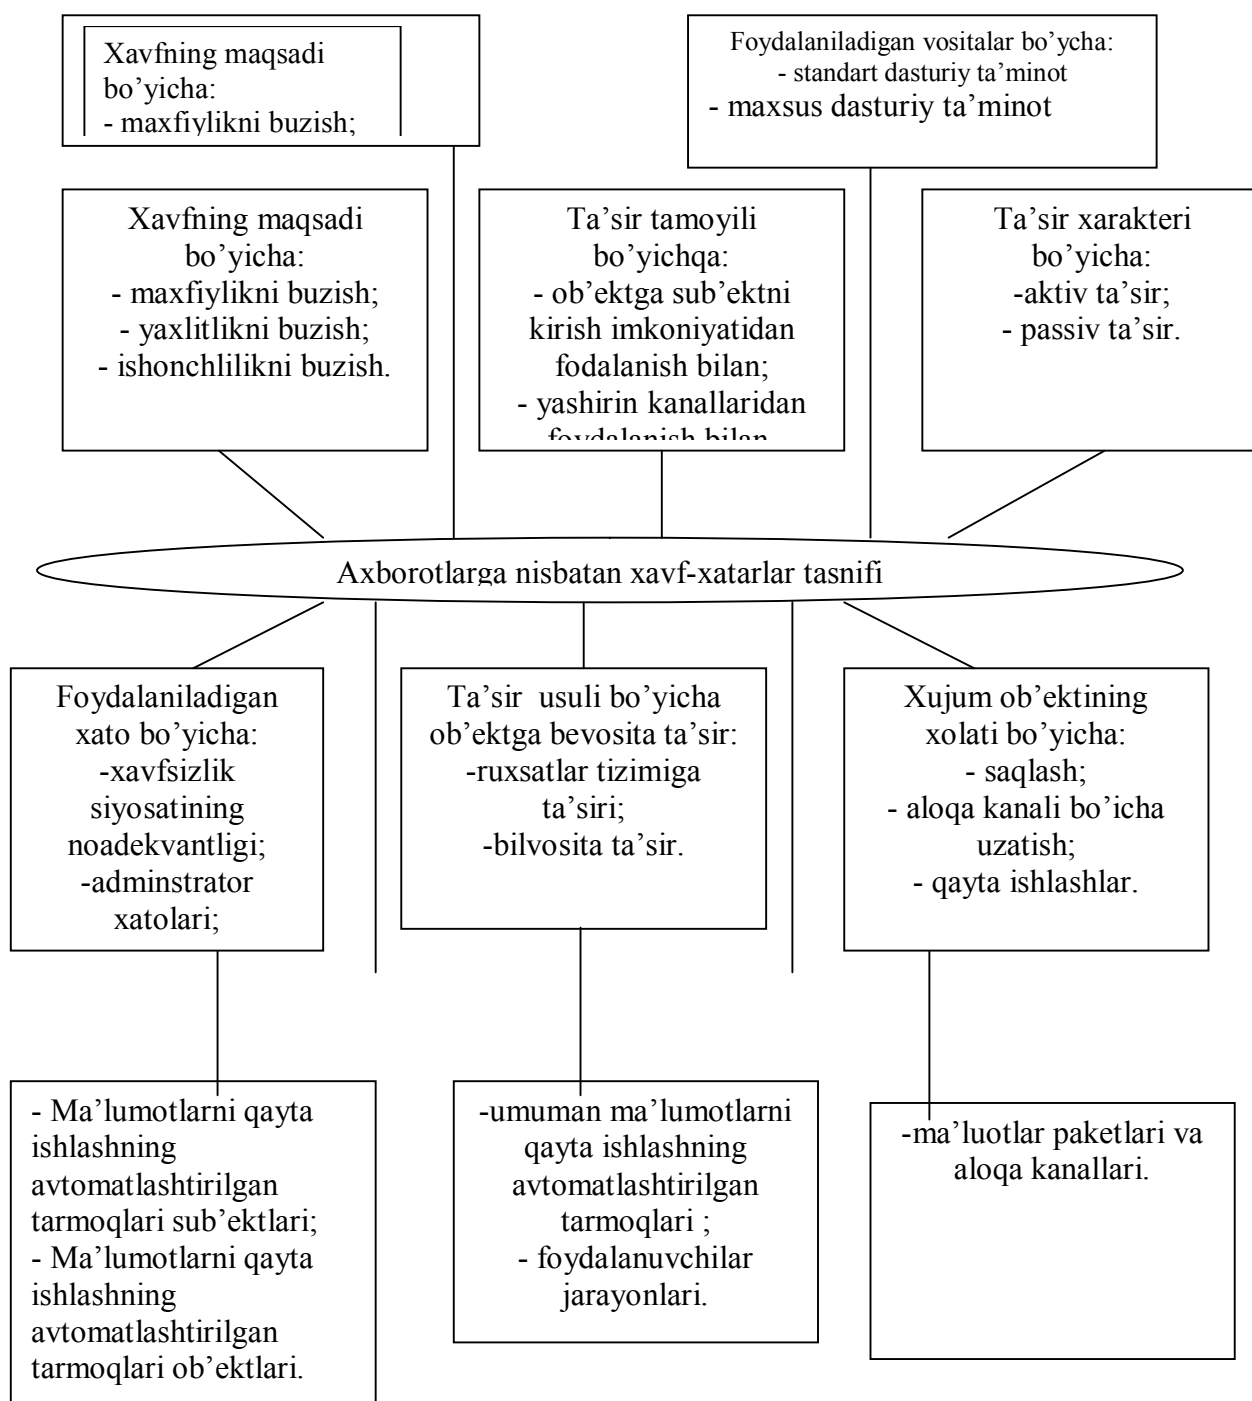 Xavfning maqsadi
bo’yicha:
- maxfiylikni buzish;
Foydalaniladigan vositalar bo’ycha:
- standart dasturiy ta’minot
- maxsus dasturiy ta’minot
Xavfning maqsadi
bo’yicha:
- maxfiylikni buzish;
- yaxlitlikni buzish;
- ishonchlilikni buzish.
Ta’sir tamoyili
bo’yichqa:
- ob’ektga sub’ektni
kirish imkoniyatidan
fodalanish bilan;
- yashirin kanallaridan
foydalanish bilan
Ta’sir xarakteri
bo’yicha:
-aktiv ta’sir;
- passiv ta’sir.
Axborotlarga nisbatan xavf-xatarlar tasnifi
Foydalaniladigan
xato bo’yicha:
-xavfsizlik
siyosatining
noadekvantligi;
-adminstrator
xatolari;
Ta’sir  usuli bo’yicha
ob’ektga bevosita ta’sir:
-ruxsatlar tizimiga
ta’siri;
-bilvosita ta’sir.
Xujum ob’ektining
xolati bo’yicha:
- saqlash;
- aloqa kanali bo’icha
uzatish;
- qayta ishlashlar.
- Ma’lumotlarni qayta
ishlashning
avtomatlashtirilgan
tarmoqlari sub’ektlari;
- Ma’lumotlarni qayta
ishlashning
avtomatlashtirilgan
tarmoqlari ob’ektlari.
-umuman ma’lumotlarni
qayta ishlashning
avtomatlashtirilgan
tarmoqlari ;
- foydalanuvchilar
jarayonlari.
-ma’luotlar paketlari va
aloqa kanallari.